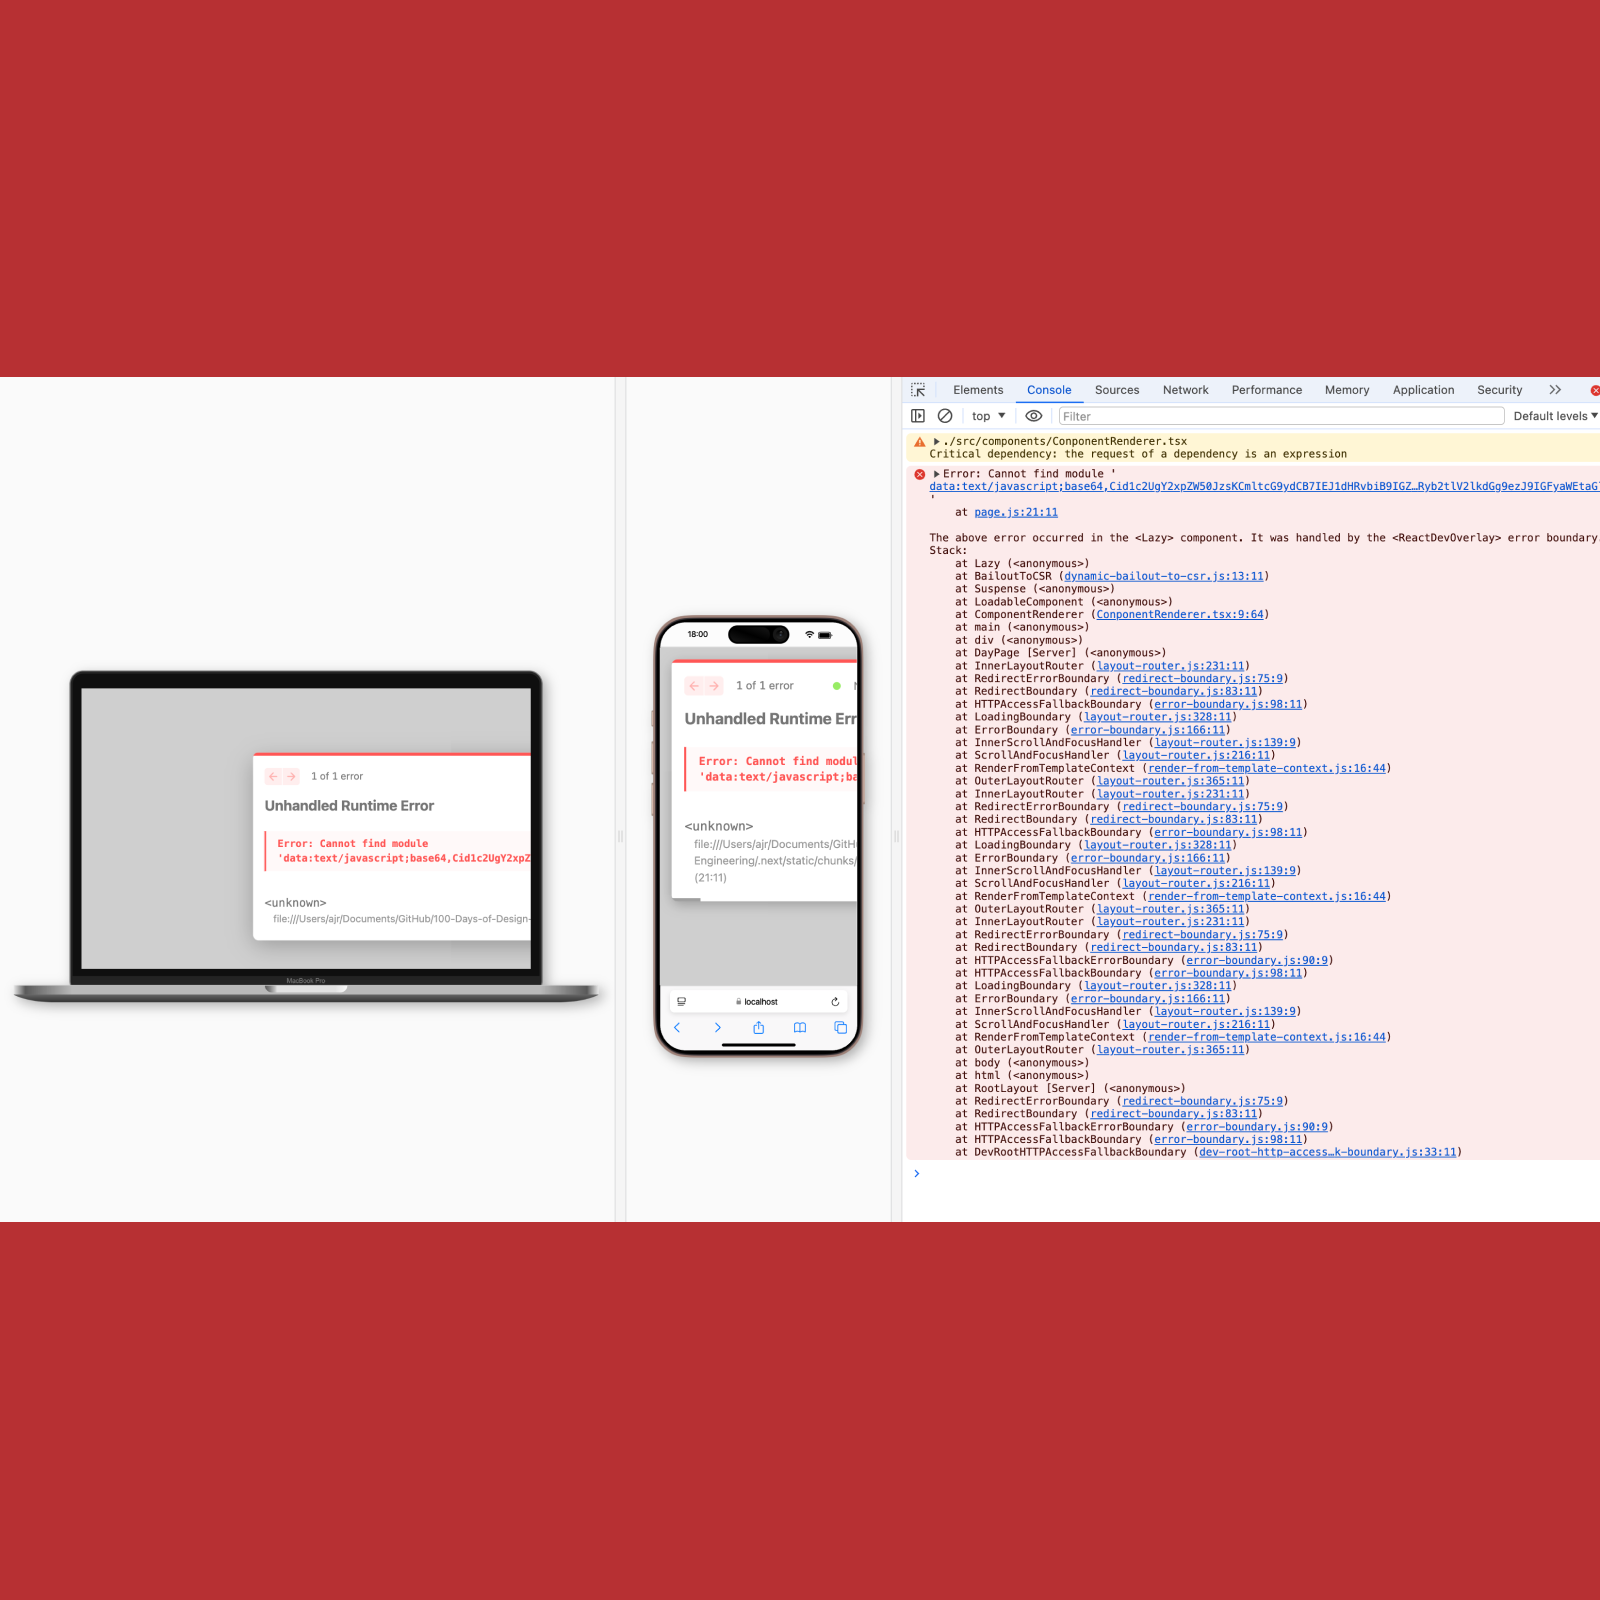 1 of 1 error
Unhandled Runtime Error
Error: Cannot find module
'data:text/javascript;base64,Cid1c2UgY2xpZ
<unknown>
file:///Users/ajr/Documents/GitHub/100-Days-of-Design-
MacBook Pro
18:00
1 of 1 error
Unhandled Runtime Err
Error: Cannot find modul
'data:text/javascript;ba
<unknown>
file:///Users/ajr/Documents/GitH
Engineering/.next/static/chunks/
(21:11)
localhost
Elements Console Sources Network Performance Memory Application Security
top Filter Default levels
./src/components/ConponentRenderer.tsx
Critical dependency: the request of a dependency is an expression
Error: Cannot find module '
data:text/javascript;base64,Cid1c2UgY2xpZW50JzsKCmltcG9ydCB7IEJ1dHRvbiB9IGZ…Ryb2tlV2lkdGg9ezJ9IGFyaWEtaG
'
at page.js:21:11
The above error occurred in the <Lazy> component. It was handled by the <ReactDevOverlay> error boundary.
Stack:
at Lazy (<anonymous>)
at BailoutToCSR (dynamic-bailout-to-csr.js:13:11)
at Suspense (<anonymous>)
at LoadableComponent (<anonymous>)
at ComponentRenderer (ConponentRenderer.tsx:9:64)
at main (<anonymous>)
at div (<anonymous>)
at DayPage [Server] (<anonymous>)
at InnerLayoutRouter (layout-router.js:231:11)
at RedirectErrorBoundary (redirect-boundary.js:75:9)
at RedirectBoundary (redirect-boundary.js:83:11)
at HTTPAccessFallbackBoundary (error-boundary.js:98:11)
at LoadingBoundary (layout-router.js:328:11)
at ErrorBoundary (error-boundary.js:166:11)
at InnerScrollAndFocusHandler (layout-router.js:139:9)
at ScrollAndFocusHandler (layout-router.js:216:11)
at RenderFromTemplateContext (render-from-template-context.js:16:44)
at OuterLayoutRouter (layout-router.js:365:11)
at InnerLayoutRouter (layout-router.js:231:11)
at RedirectErrorBoundary (redirect-boundary.js:75:9)
at RedirectBoundary (redirect-boundary.js:83:11)
at HTTPAccessFallbackBoundary (error-boundary.js:98:11)
at LoadingBoundary (layout-router.js:328:11)
at ErrorBoundary (error-boundary.js:166:11)
at InnerScrollAndFocusHandler (layout-router.js:139:9)
at ScrollAndFocusHandler (layout-router.js:216:11)
at RenderFromTemplateContext (render-from-template-context.js:16:44)
at OuterLayoutRouter (layout-router.js:365:11)
at InnerLayoutRouter (layout-router.js:231:11)
at RedirectErrorBoundary (redirect-boundary.js:75:9)
at RedirectBoundary (redirect-boundary.js:83:11)
at HTTPAccessFallbackErrorBoundary (error-boundary.js:90:9)
at HTTPAccessFallbackBoundary (error-boundary.js:98:11)
at LoadingBoundary (layout-router.js:328:11)
at ErrorBoundary (error-boundary.js:166:11)
at InnerScrollAndFocusHandler (layout-router.js:139:9)
at ScrollAndFocusHandler (layout-router.js:216:11)
at RenderFromTemplateContext (render-from-template-context.js:16:44)
at OuterLayoutRouter (layout-router.js:365:11)
at body (<anonymous>)
at html (<anonymous>)
at RootLayout [Server] (<anonymous>)
at RedirectErrorBoundary (redirect-boundary.js:75:9)
at RedirectBoundary (redirect-boundary.js:83:11)
at HTTPAccessFallbackErrorBoundary (error-boundary.js:90:9)
at HTTPAccessFallbackBoundary (error-boundary.js:98:11)
at DevRootHTTPAccessFallbackBoundary (dev-root-http-access…k-boundary.js:33:11)